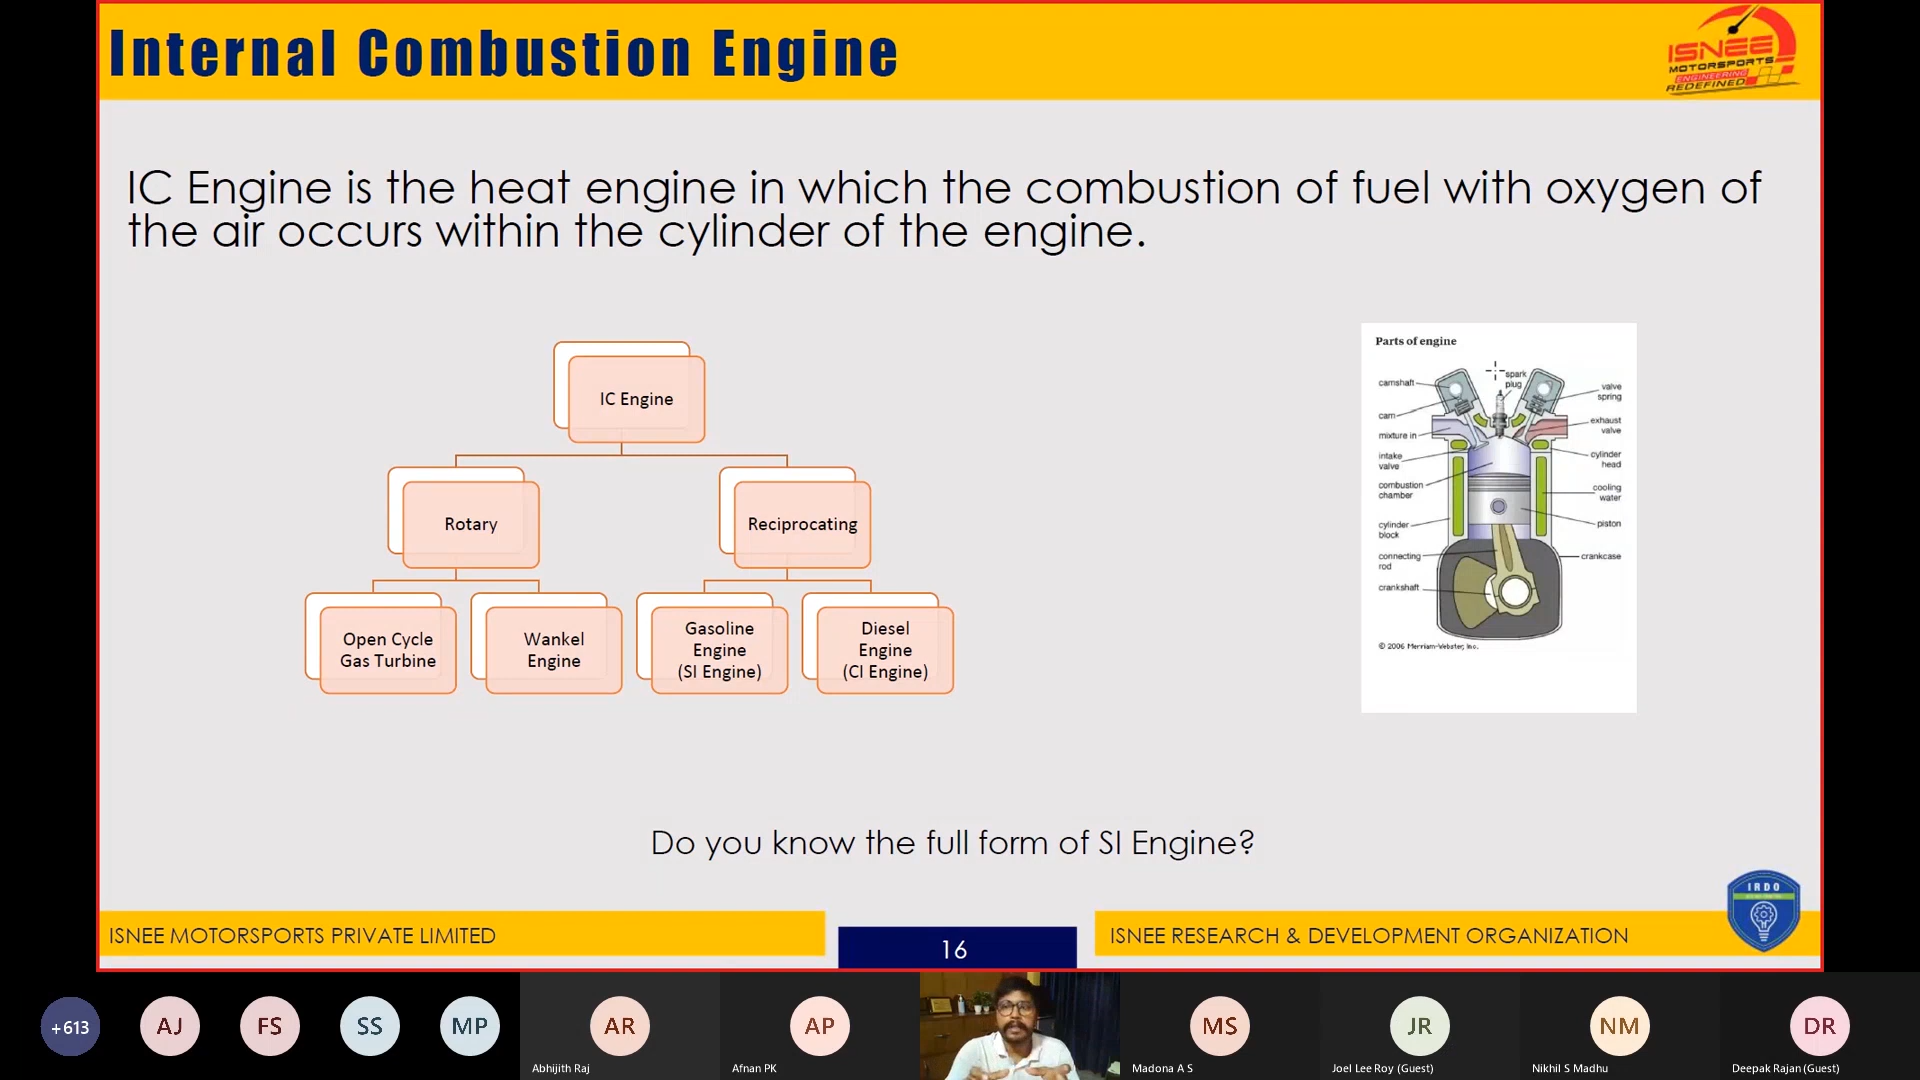 Internal Combustion Engine
ISNEE
MOTORSPORTS
ENGINEERING
REDEFINED
IC Engine is the heat engine in which the combustion of fuel with oxygen of
the air occurs within the cylinder of the engine.
IC Engine
Rotary
Reciprocating
Open Cycle
Gas Turbine
Wankel
Engine
Gasoline
Engine
(SI Engine)
Diesel
Engine
(CI Engine)
Parts of engine
camshaft
cam
mixture in
intake
valve
combustion
chamber
cylinder
block
connecting
rod
crankshaft
spark
plug
valve
spring
exhaust
valve
cylinder
head
cooling
water
piston
crankcase
© 2006 Merriam-Webster, Inc.
Do you know the full form of SI Engine?
IRDO
ISNEE MOTORSPORTS PRIVATE LIMITED
16
ISNEE RESEARCH & DEVELOPMENT ORGANIZATION
+613
AJ
FS
SS
MP
AR
AP
MS
JR
NM
DR
Abhijith Raj
Afnan PK
Madona A S
Joel Lee Roy (Guest)
Nikhil S Madhu
Deepak Rajan (Guest)